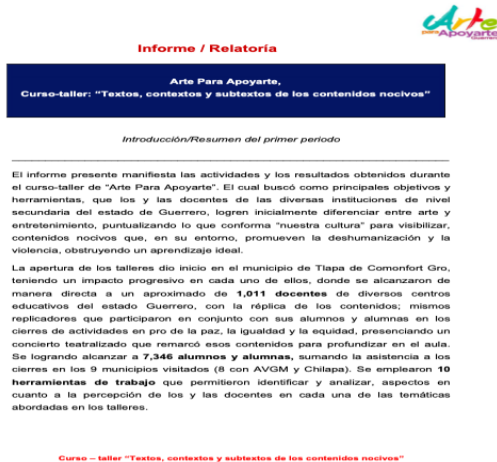 Arte
para Apoyarte
Guerrero
Informe / Relatoría
Arte Para Apoyarte,
Curso-taller: "Textos, contextos y subtextos de los contenidos nocivos"
Introducción/Resumen del primer periodo
El informe presente manifiesta las actividades y los resultados obtenidos durante
el curso-taller de "Arte Para Apoyarte". El cual buscó como principales objetivos y
herramientas, que los y las docentes de las diversas instituciones de nivel
secundaria del estado de Guerrero, logren inicialmente diferenciar entre arte y
entretenimiento, puntualizando lo que conforma "nuestra cultura" para visibilizar,
contenidos nocivos que, en su entorno, promueven la deshumanización y la
violencia, obstruyendo un aprendizaje ideal.
La apertura de los talleres dio inicio en el municipio de Tlapa de Comonfort Gro,
teniendo un impacto progresivo en cada uno de ellos, donde se alcanzaron de
manera directa a un aproximado de 1,011 docentes de diversos centros
educativos del estado Guerrero, con la réplica de los contenidos; mismos
replicadores que participaron en conjunto con sus alumnos y alumnas en los
cierres de actividades en pro de la paz, la igualdad y la equidad, presenciando un
concierto teatralizado que remarcó esos contenidos para profundizar en el aula.
Se logrando alcanzar a 7,346 alumnos y alumnas, sumando la asistencia a los
cierres en los 9 municipios visitados (8 con AVGM y Chilapa). Se emplearon 10
herramientas de trabajo que permitieron identificar y analizar, aspectos en
cuanto a la percepción de los y las docentes en cada una de las temáticas
abordadas en los talleres.
Curso – taller "Textos, contextos y subtextos de los contenidos nocivos"